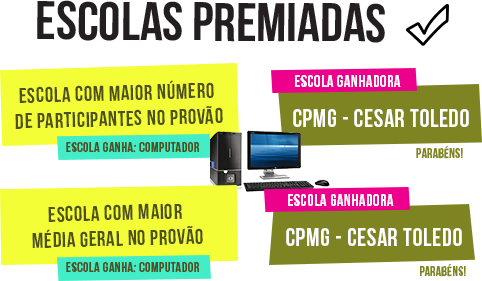 ESCOLAS PREMIADAS
ESCOLA COM MAIOR NÚMERO
DE PARTICIPANTES NO PROVÃO
ESCOLA GANHA: COMPUTADOR
ESCOLA GANHADORA
CPMG - CESAR TOLEDO
PARABÉNS!
ESCOLA COM MAIOR
MÉDIA GERAL NO PROVÃO
ESCOLA GANHA: COMPUTADOR
ESCOLA GANHADORA
CPMG - CESAR TOLEDO
PARABÉNS!